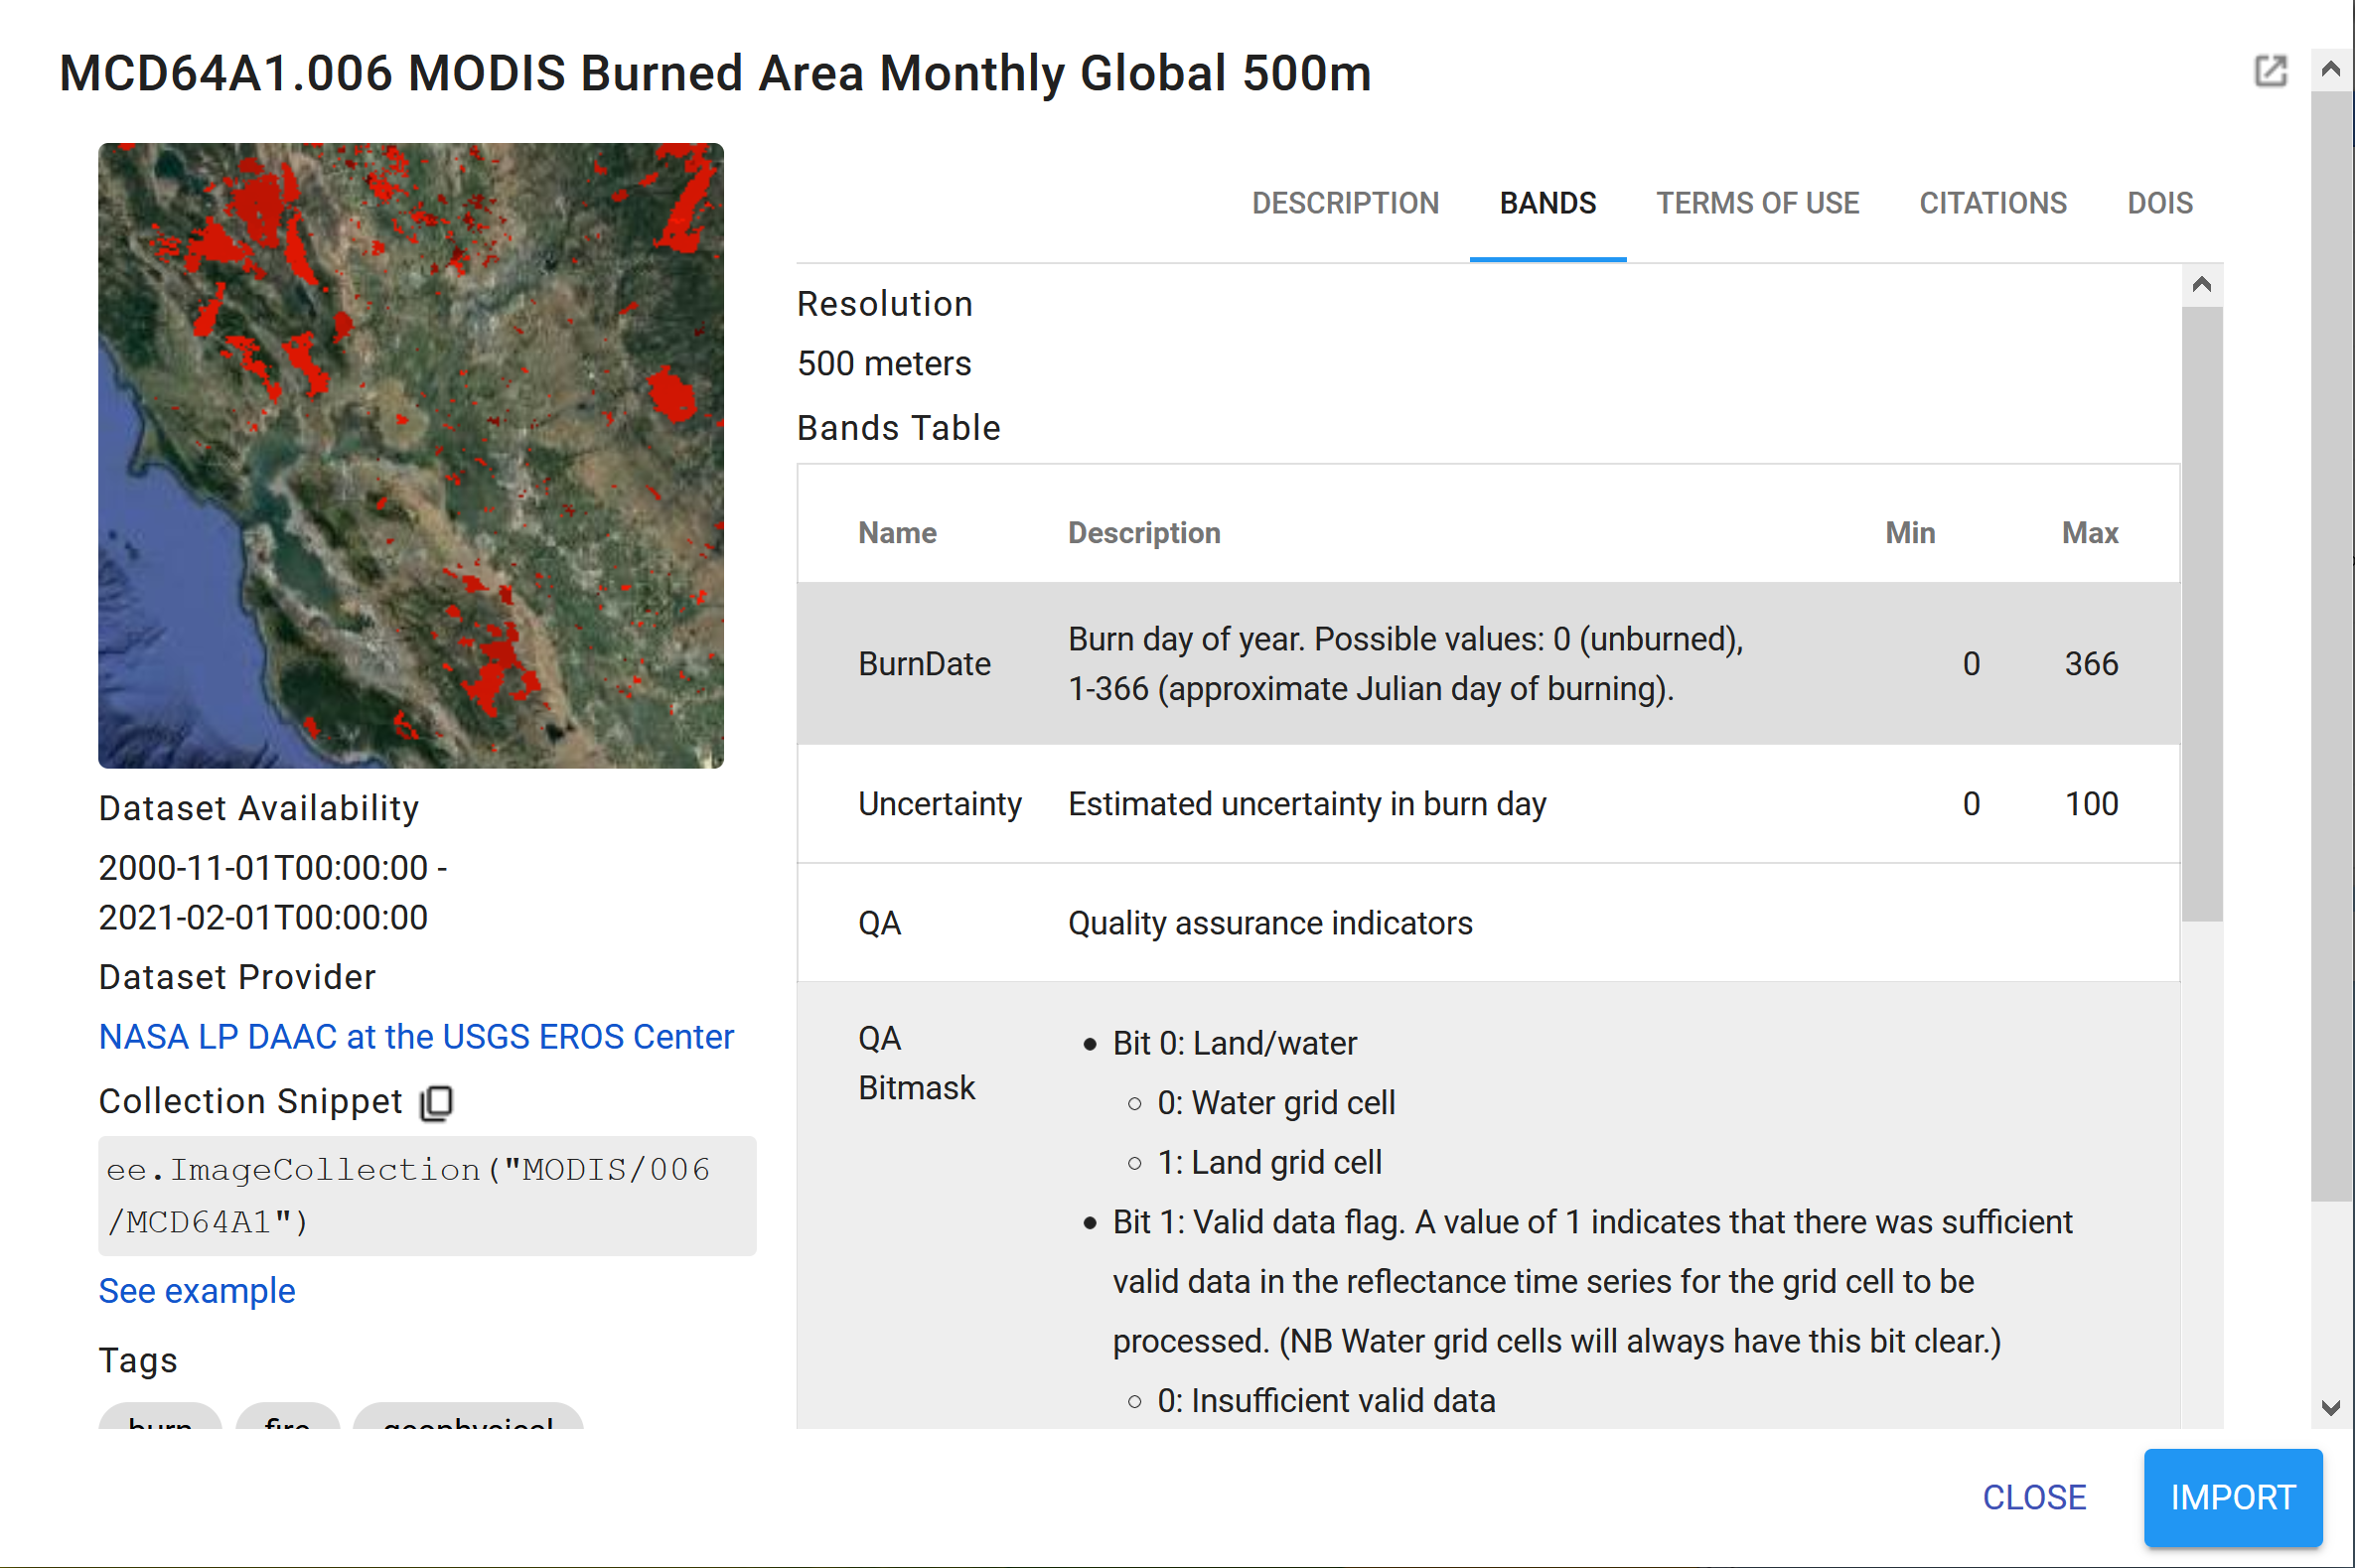 MCD64A1.006 MODIS Burned Area Monthly Global 500m
Dataset Availability
2000-11-01T00:00:00 -
2021-02-01T00:00:00
Dataset Provider
NASA LP DAAC at the USGS EROS Center
Collection Snippet
ee.ImageCollection("MODIS/006
/MCD64A1")
See example
Tags
burn fire geophysical
DESCRIPTION BANDS TERMS OF USE CITATIONS DOIS
Resolution
500 meters
Bands Table
Name Description Min Max
BurnDate Burn day of year. Possible values: 0 (unburned),
1-366 (approximate Julian day of burning). 0 366
Uncertainty Estimated uncertainty in burn day 0 100
QA Quality assurance indicators
QA
Bitmask
• Bit 0: Land/water
○ 0: Water grid cell
○ 1: Land grid cell
• Bit 1: Valid data flag. A value of 1 indicates that there was sufficient
valid data in the reflectance time series for the grid cell to be
processed. (NB Water grid cells will always have this bit clear.)
○ 0: Insufficient valid data
CLOSE IMPORT